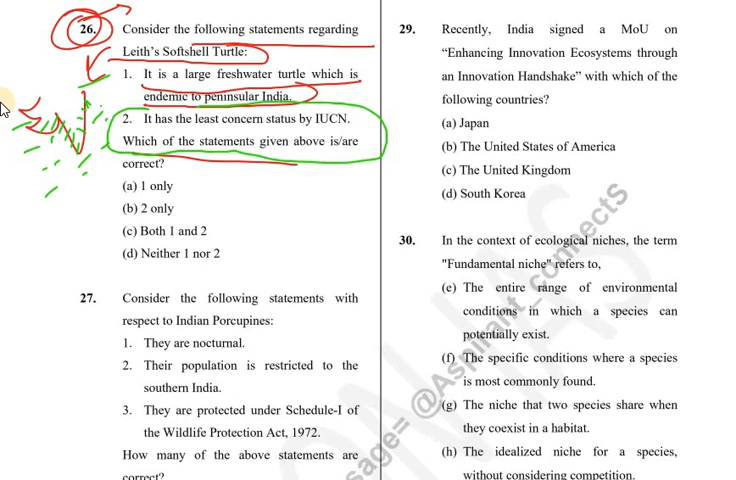 26. Consider the following statements regarding
Leith's Softshell Turtle:
1. It is a large freshwater turtle which is
endemic to peninsular India.
2. It has the least concern status by IUCN.
Which of the statements given above is/are
correct?
(a) 1 only
(b) 2 only
(c) Both 1 and 2
(d) Neither 1 nor 2
27. Consider the following statements with
respect to Indian Porcupines:
1. They are nocturnal.
2. Their population is restricted to the
southern India.
3. They are protected under Schedule-I of
the Wildlife Protection Act, 1972.
How many of the above statements are
correct?
29. Recently, India signed a MoU on
“Enhancing Innovation Ecosystems through
an Innovation Handshake” with which of the
following countries?
(a) Japan
(b) The United States of America
(c) The United Kingdom
(d) South Korea
30. In the context of ecological niches, the term
"Fundamental niche" refers to,
(e) The entire range of environmental
conditions in which a species can
potentially exist.
(f) The specific conditions where a species
is most commonly found.
(g) The niche that two species share when
they coexist in a habitat.
(h) The idealized niche for a species,
without considering competition.
sage= @Aspirant_connects